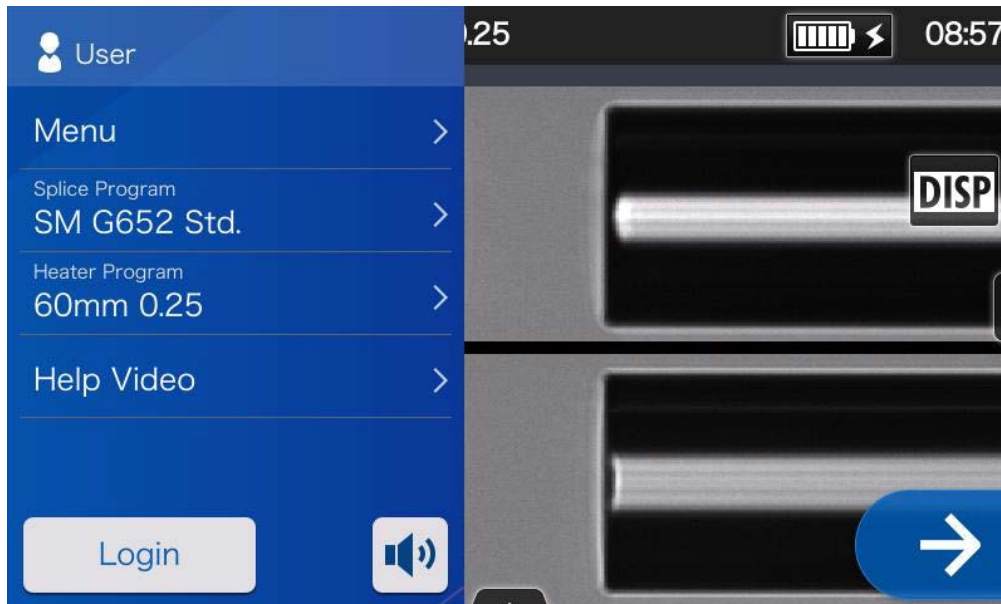 User
Menu
Splice Program
SM G652 Std.
Heater Program
60mm 0.25
Help Video
Login
.25
08:57
DISP